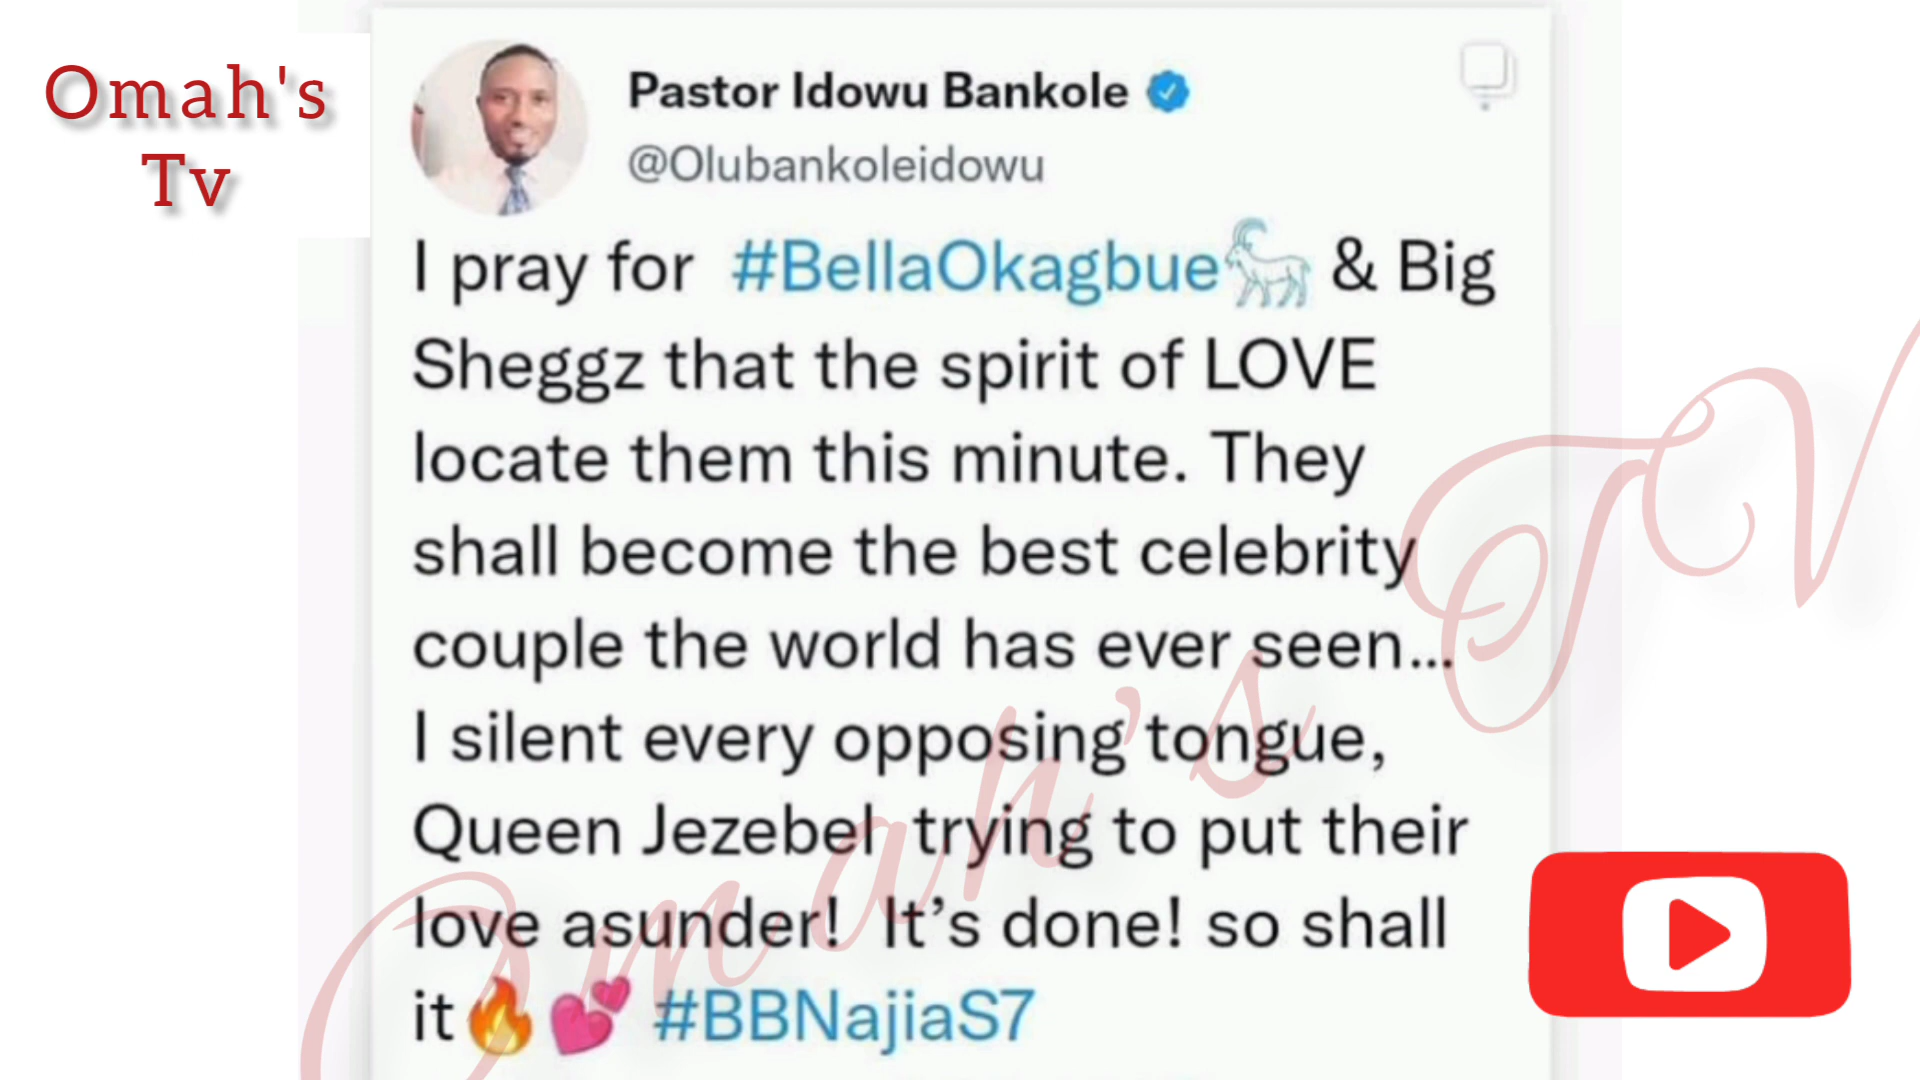 Omah's
Tv
Pastor Idowu Bankole
@Olubankoleidowu
I pray for #BellaOkagbue🐐 & Big
Sheggz that the spirit of LOVE
locate them this minute. They
shall become the best celebrity
couple the world has ever seen...
I silent every opposing tongue,
Queen Jezebel trying to put their
love asunder! It’s done! so shall
it🔥💕 #BBNajiaS7
Omah's TV